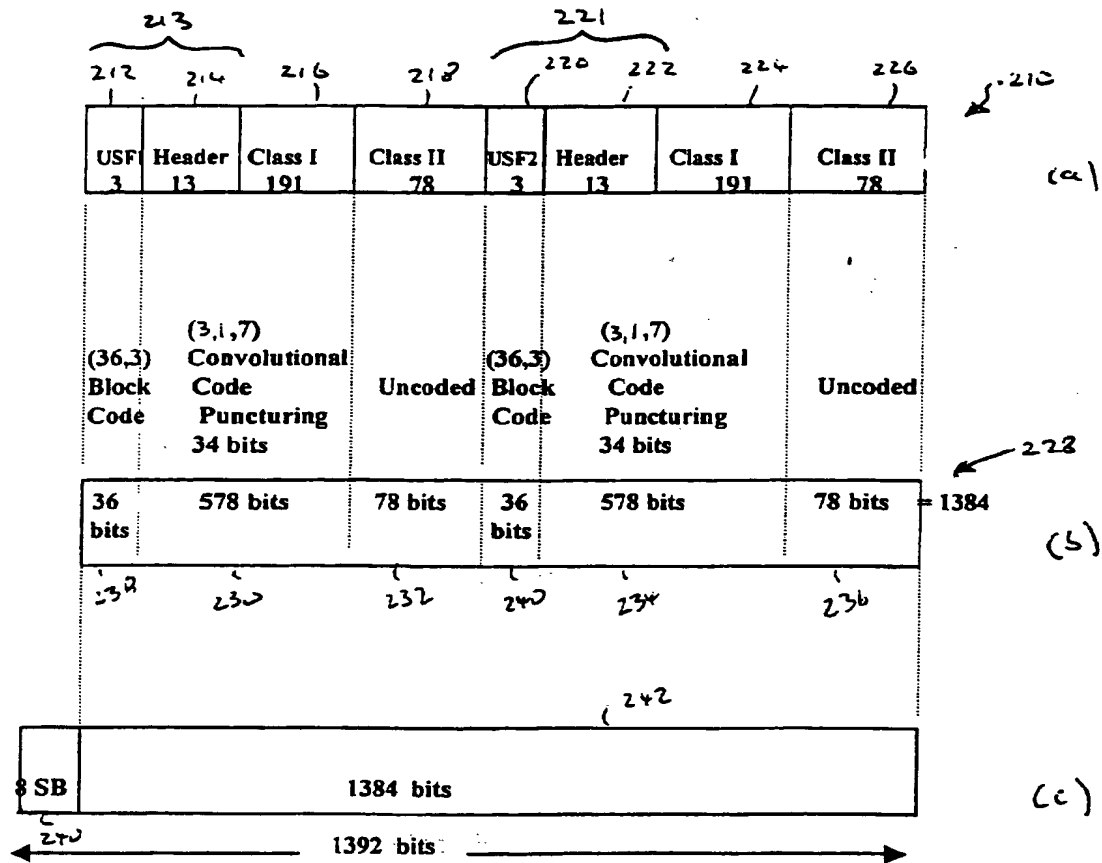 213
221
212 214 216 218 220 222 224 226
210
USF1 Header Class I Class II USF2 Header Class I Class II
3 13 191 78 3 13 191 78
(a)
(3,1,7) (3,1,7)
(36,3) Convolutional (36,3) Convolutional
Block Code Uncoded Block Code Uncoded
Code Puncturing Code Puncturing
34 bits 34 bits
228
36 578 bits 78 bits 36 578 bits 78 bits = 1384
bits bits
(b)
238 230 232 240 234 236
242
8 SB 1384 bits
(c)
240
1392 bits